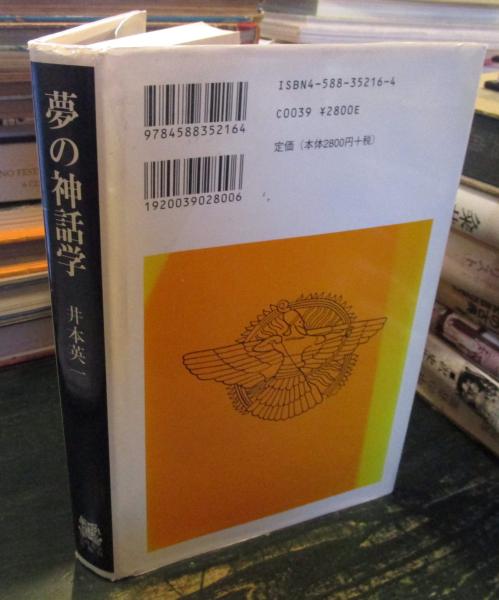 夢の神話学
井本英一
ISBN4-588-35216-4
C0039 ¥2800E
定価(本体2800円+税)
9784588352164
1920039028006